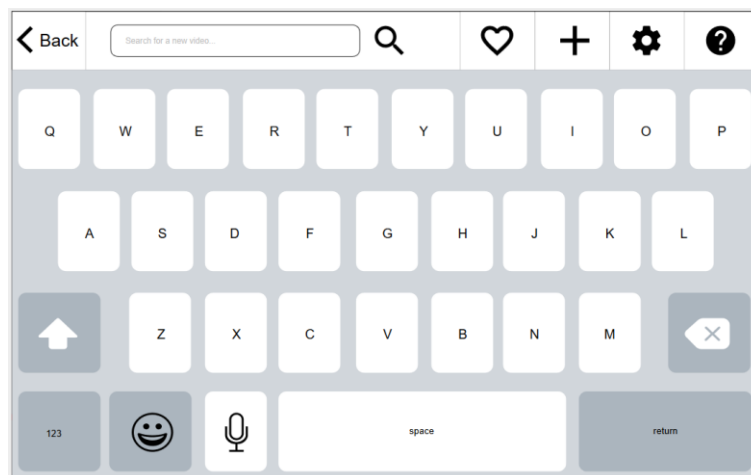 Back Search for a new video...
Q W E R T Y U I O P
A S D F G H J K L
Z X C V B N M
123 space return